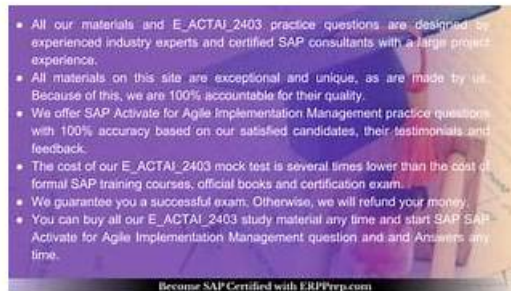 All our materials and E_ACTAI_2403 practice questions are designed by
experienced industry experts and certified SAP consultants with a large project
experience.
All materials on this site are exceptional and unique, as are made by us.
Because of this, we are 100% accountable for their quality.
We offer SAP Activate for Agile Implementation Management practice questions
with 100% accuracy based on our satisfied candidates, their testimonials and
feedback.
The cost of our E_ACTAI_2403 mock test is several times lower than the cost of
formal SAP training courses, official books and certification exam.
We guarantee you a successful exam. Otherwise, we will refund your money.
You can buy all our E_ACTAI_2403 study material any time and start SAP SAP
Activate for Agile Implementation Management question and and Answers any
time.
Become SAP Certified with ERPPrep.com